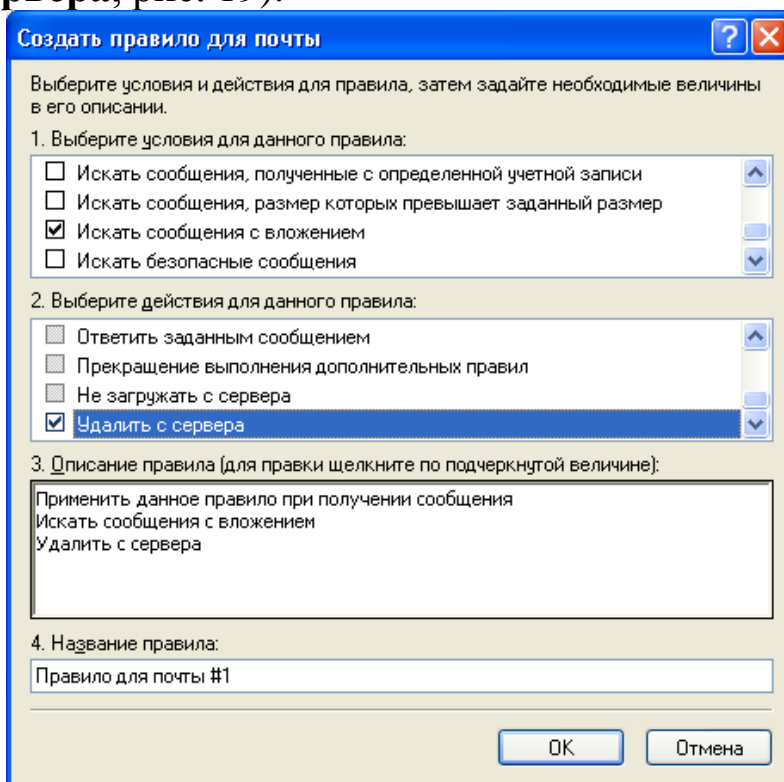 рвера, рис. 19).
Создать правило для почты
Выберите условия и действия для правила, затем задайте необходимые величины
в его описании.
1. Выберите условия для данного правила:
Искать сообщения, полученные с определенной учетной записи
Искать сообщения, размер которых превышает заданный размер
Искать сообщения с вложением
Искать безопасные сообщения
2. Выберите действия для данного правила:
Ответить заданным сообщением
Прекращение выполнения дополнительных правил
Не загружать с сервера
Удалить с сервера
3. Описание правила (для правки щелкните по подчеркнутой величине):
Применить данное правило при получении сообщения
Искать сообщения с вложением
Удалить с сервера
4. Название правила:
Правило для почты #1
OK Отмена